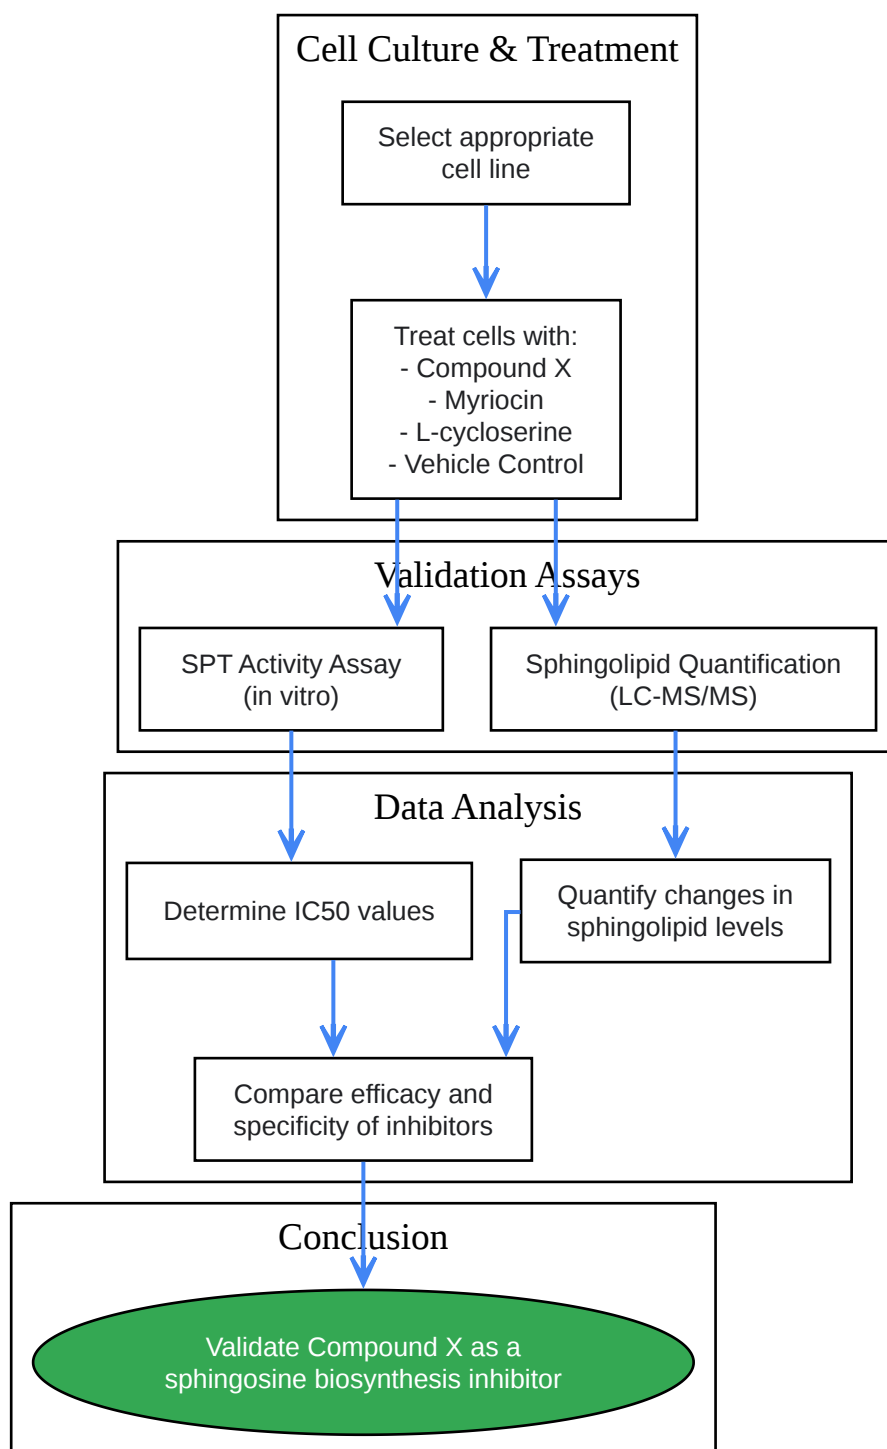 Cell Culture & Treatment
Select appropriate
cell line
Treat cells with:
- Compound X
- Myriocin
- L-cycloserine
- Vehicle Control
Validation Assays
SPT Activity Assay
(in vitro)
Sphingolipid Quantification
(LC-MS/MS)
Data Analysis
Determine IC50 values
Quantify changes in
sphingolipid levels
Compare efficacy and
specificity of inhibitors
Conclusion
Validate Compound X as a
sphingosine biosynthesis inhibitor